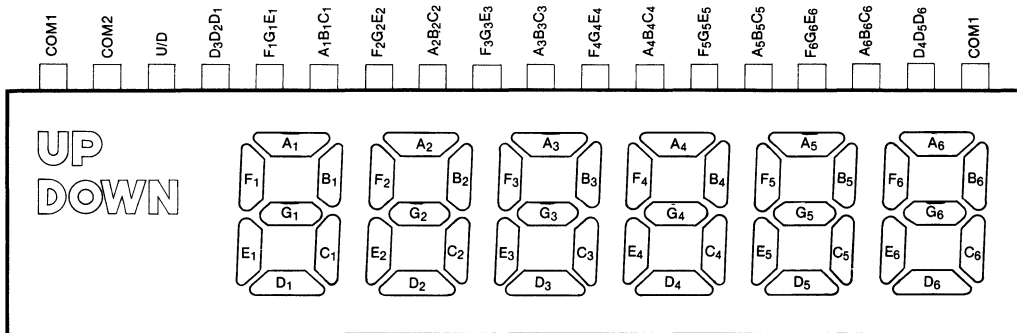 COM1 COM2 U/D D3D2D1 F1G1E1 A1B1C1 F2G2E2 A2B2C2 F3G3E3 A3B3C3 F4G4E4 A4B4C4 F5G5E5 A5B5C5 F6G6E6 A6B6C6 D4D5D6 COM1
UP
DOWN
A1 A2 A3 A4 A5 A6
F1 B1 F2 B2 F3 B3 F4 B4 F5 B5 F6 B6
G1 G2 G3 G4 G5 G6
E1 C1 E2 C2 E3 C3 E4 C4 E5 C5 E6 C6
D1 D2 D3 D4 D5 D6